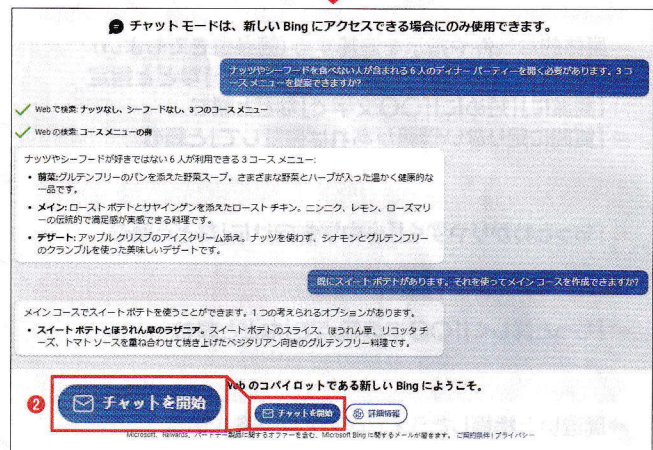 チャット モードは、新しい Bing にアクセスできる場合にのみ使用できます。
ナッツやシーフードを食べない人が含まれる 6 人のディナー パーティーを開く必要があります。3 コ
ース メニューを提案できますか?
Web で検索: ナッツなし、シーフードなし、3 つのコース メニュー
Web の検索: コース メニューの例
ナッツやシーフードが好きではない 6 人が利用できる 3 コース メニュー:
• 前菜:グルテンフリーのパンを添えた野菜スープ。さまざまな野菜とハーブが入った温かく健康的な
一品です。
• メイン: ロースト ポテトとサヤインゲンを添えたロースト チキン。ニンニク、レモン、ローズマリ
ーの伝統的で満足感が実感できる料理です。
• デザート: アップル クリスプのアイスクリーム添え。ナッツを使わず、シナモンとグルテンフリー
のクランブルを使った美味しいデザートです。
既にスイート ポテトがあります。それを使ってメイン コースを作成できますか?
メイン コースでスイート ポテトを使うことができます。1 つの考えられるオプションがあります。
• スイート ポテトとほうれん草のラザニア。スイート ポテトのスライス、ほうれん草、リコッタ チ
ーズ、トマト ソースを重ね合わせて焼き上げたベジタリアン向きのグルテンフリー料理です。
Web のコパイロットである新しい Bing にようこそ。
❷ チャットを開始
チャットを開始 詳細情報
Microsoft、Rewards、パートナー製品に関するオファーを含む、Microsoft Bing に関するメールが届きます。 ご契約条件 | プライバシー